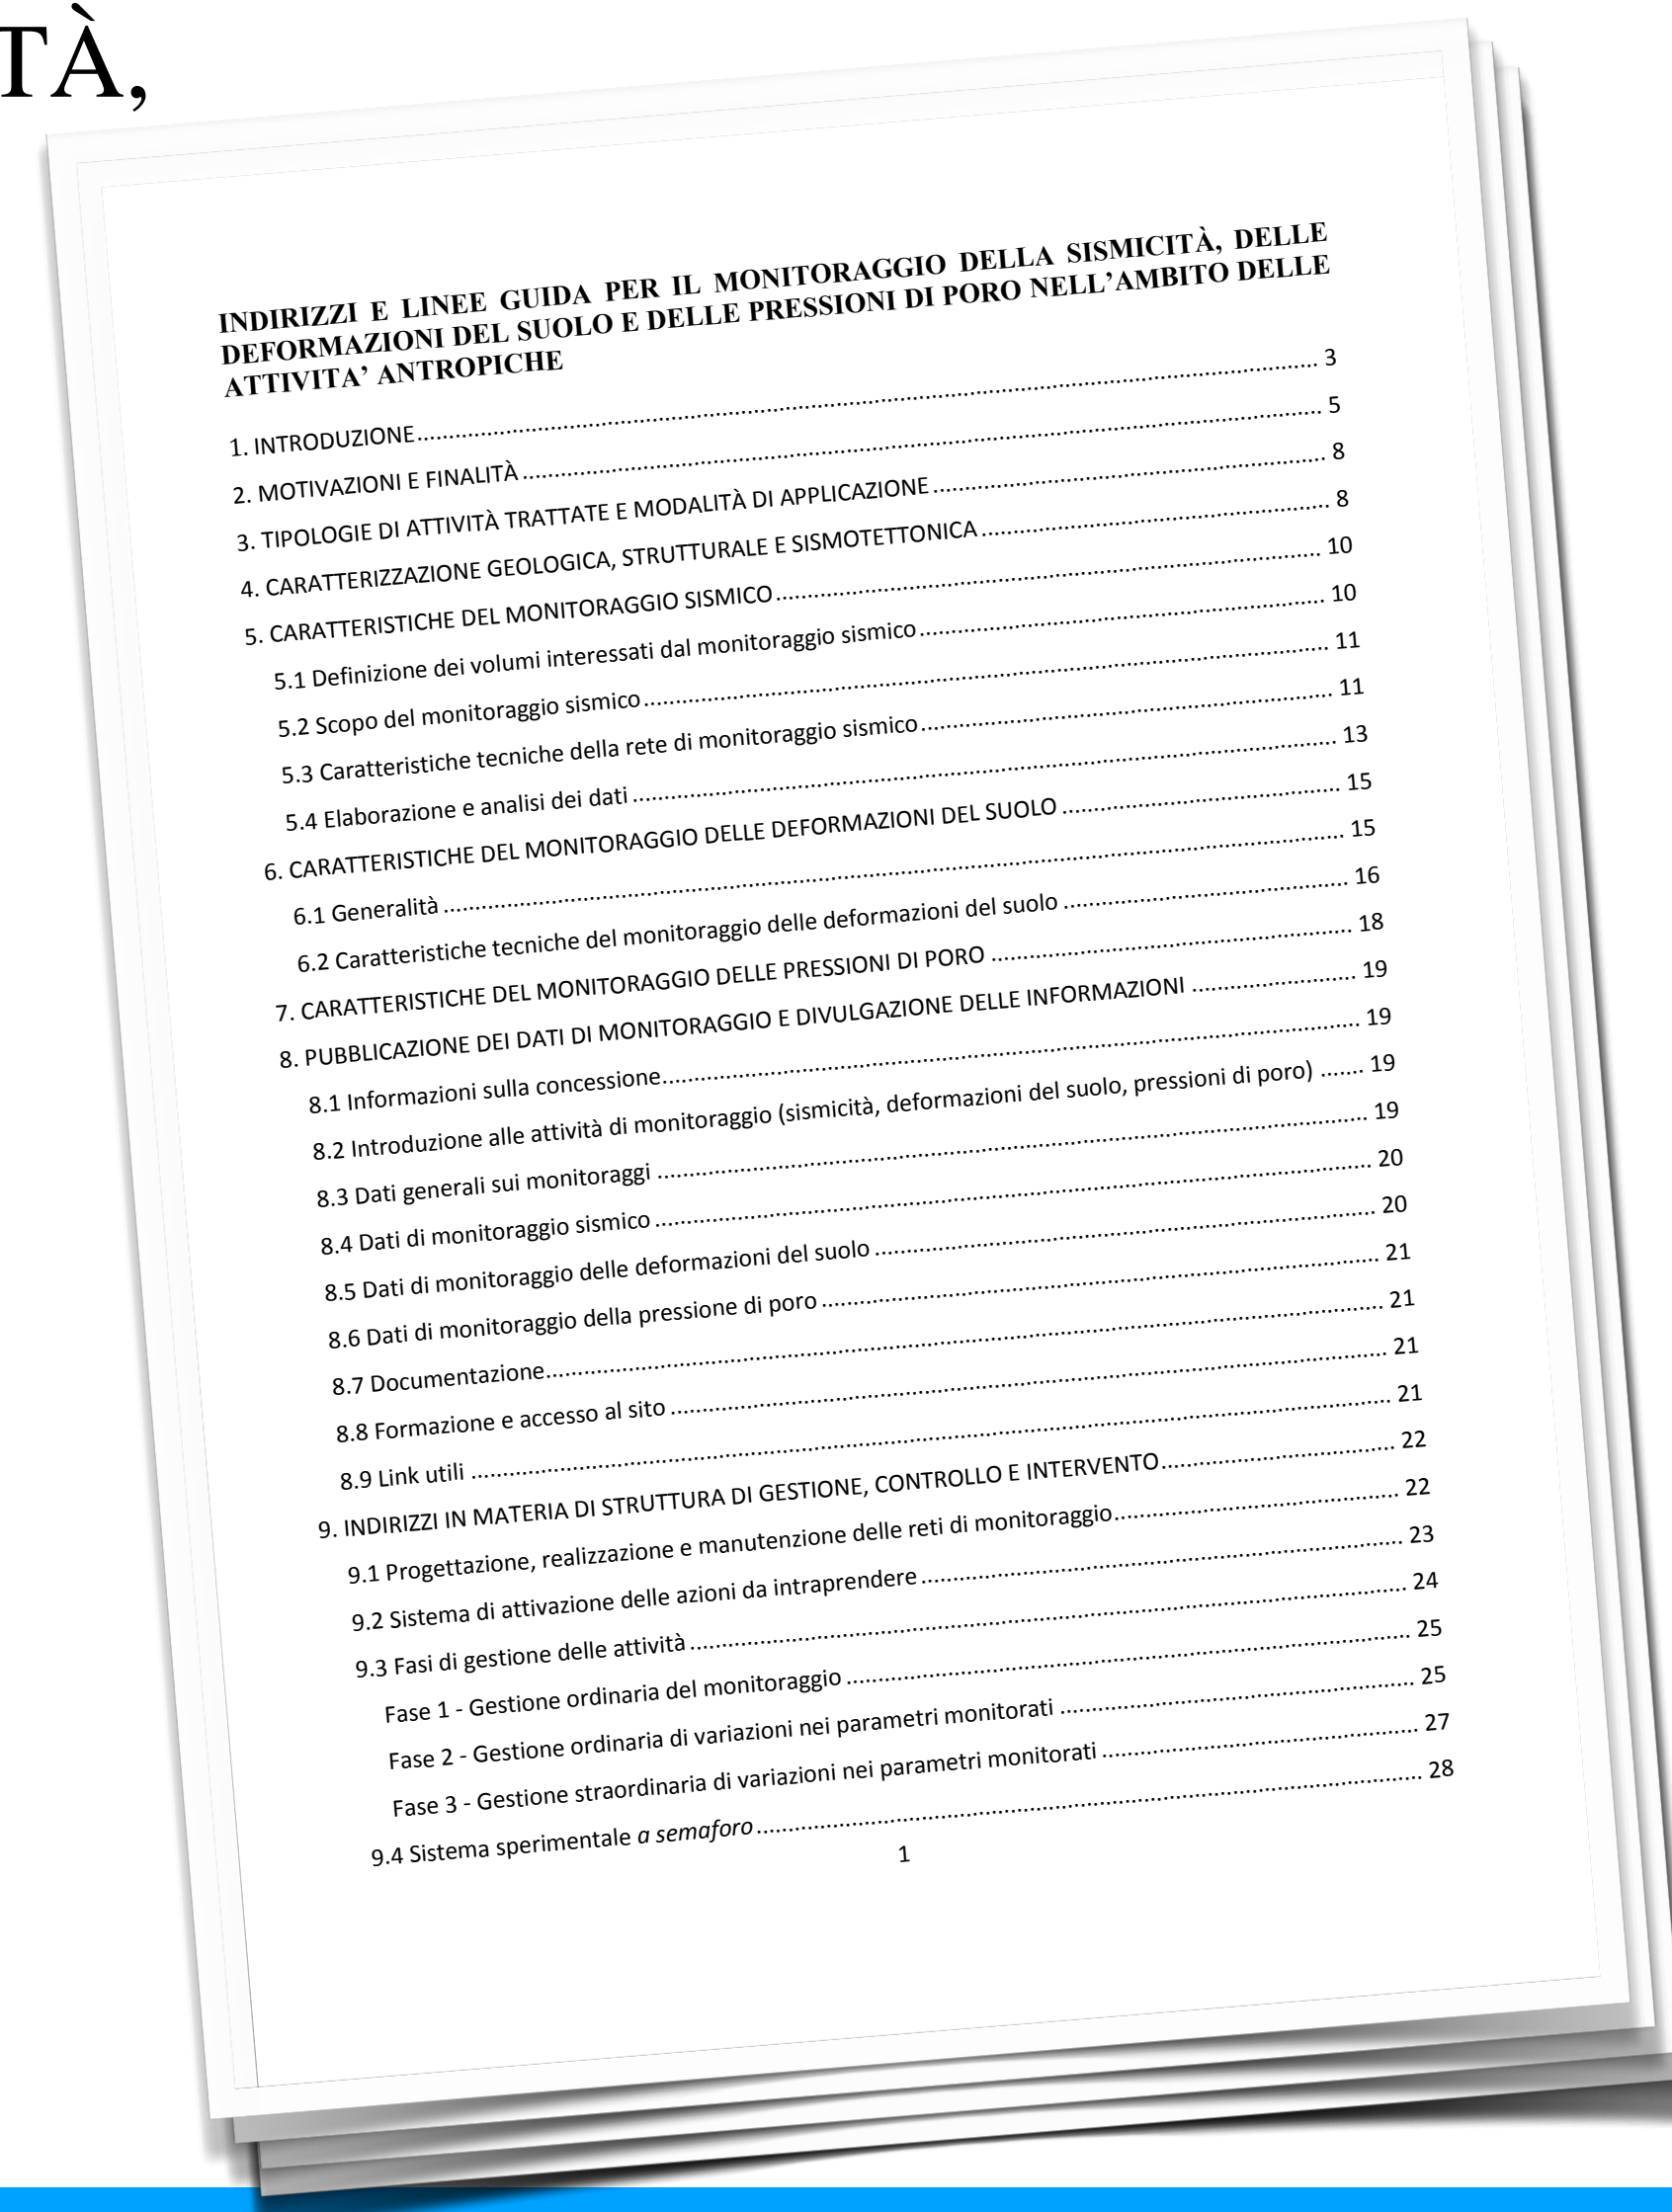 TÀ,
INDIRIZZI E LINEE GUIDA PER IL MONITORAGGIO DELLA SISMICITÀ, DELLE
DEFORMAZIONI DEL SUOLO E DELLE PRESSIONI DI PORO NELL’AMBITO DELLE
ATTIVITA’ ANTROPICHE
1. INTRODUZIONE ........ 3
2. MOTIVAZIONI E FINALITÀ ........ 5
3. TIPOLOGIE DI ATTIVITÀ TRATTATE E MODALITÀ DI APPLICAZIONE ........ 8
4. CARATTERIZZAZIONE GEOLOGICA, STRUTTURALE E SISMOTETTONICA ........ 8
5. CARATTERISTICHE DEL MONITORAGGIO SISMICO ........ 10
5.1 Definizione dei volumi interessati dal monitoraggio sismico ........ 10
5.2 Scopo del monitoraggio sismico ........ 11
5.3 Caratteristiche tecniche della rete di monitoraggio sismico ........ 11
5.4 Elaborazione e analisi dei dati ........ 13
6. CARATTERISTICHE DEL MONITORAGGIO DELLE DEFORMAZIONI DEL SUOLO ........ 15
6.1 Generalità ........ 15
6.2 Caratteristiche tecniche del monitoraggio delle deformazioni del suolo ........ 16
7. CARATTERISTICHE DEL MONITORAGGIO DELLE PRESSIONI DI PORO ........ 18
8. PUBBLICAZIONE DEI DATI DI MONITORAGGIO E DIVULGAZIONE DELLE INFORMAZIONI ........ 19
8.1 Informazioni sulla concessione ........ 19
8.2 Introduzione alle attività di monitoraggio (sismicità, deformazioni del suolo, pressioni di poro) ....... 19
8.3 Dati generali sui monitoraggi ........ 19
8.4 Dati di monitoraggio sismico ........ 20
8.5 Dati di monitoraggio delle deformazioni del suolo ........ 20
8.6 Dati di monitoraggio della pressione di poro ........ 21
8.7 Documentazione ........ 21
8.8 Formazione e accesso al sito ........ 21
8.9 Link utili ........ 21
9. INDIRIZZI IN MATERIA DI STRUTTURA DI GESTIONE, CONTROLLO E INTERVENTO ........ 22
9.1 Progettazione, realizzazione e manutenzione delle reti di monitoraggio ........ 22
9.2 Sistema di attivazione delle azioni da intraprendere ........ 23
9.3 Fasi di gestione delle attività ........ 24
Fase 1 - Gestione ordinaria del monitoraggio ........ 25
Fase 2 - Gestione ordinaria di variazioni nei parametri monitorati ........ 25
Fase 3 - Gestione straordinaria di variazioni nei parametri monitorati ........ 27
9.4 Sistema sperimentale a semaforo ........ 28
1